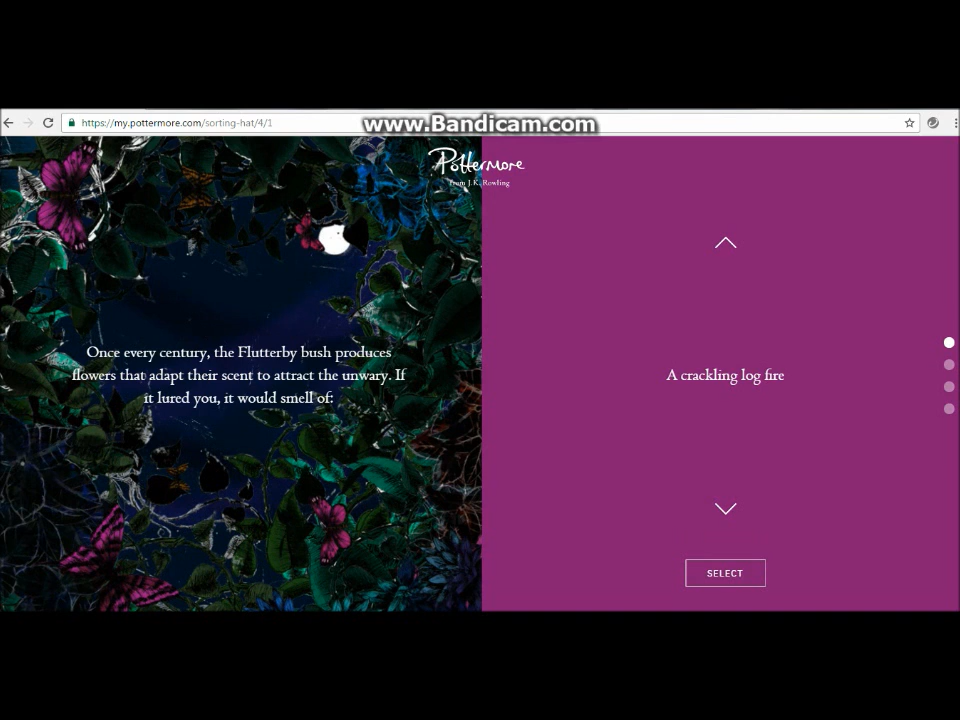 https://my.pottermore.com/sorting-hat/4/1
www.Bandicam.com
Pottermore
from J.K. Rowling
Once every century, the Flutterby bush produces
flowers that adapt their scent to attract the unwary. If
it lured you, it would smell of:
A crackling log fire
SELECT